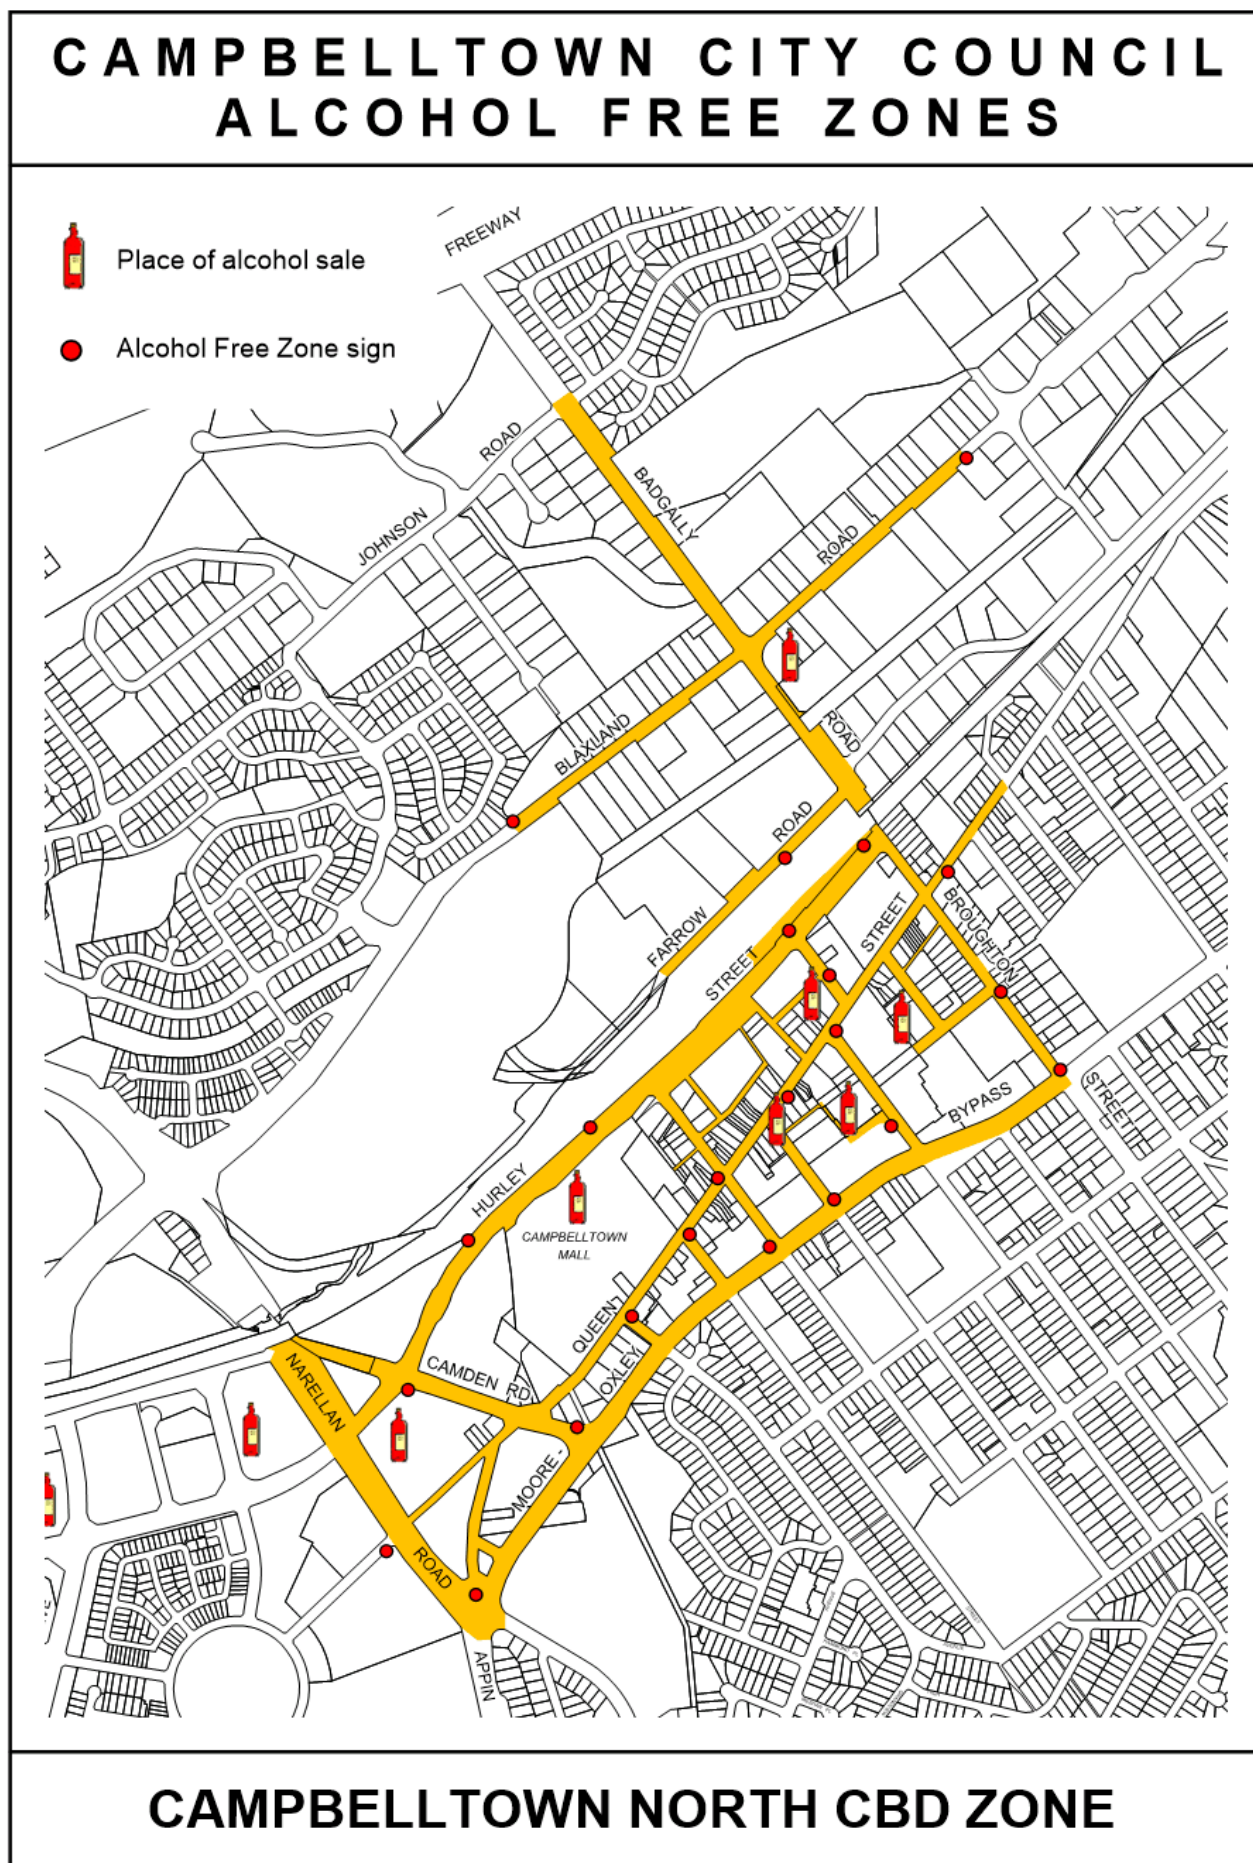 CAMPBELLTOWN CITY COUNCIL
ALCOHOL FREE ZONES
Place of alcohol sale
Alcohol Free Zone sign
FREEWAY
ROAD
JOHNSON
BADGALLY
ROAD
BLAXLAND
ROAD
ROAD
FARROW
STREET
STREET
BROUGHTON
BYPASS
STREET
HURLEY
CAMPBELLTOWN
MALL
QUEEN
OXLEY
CAMDEN RD
NARELLAN
MOORE -
ROAD
APPIN
CAMPBELLTOWN NORTH CBD ZONE